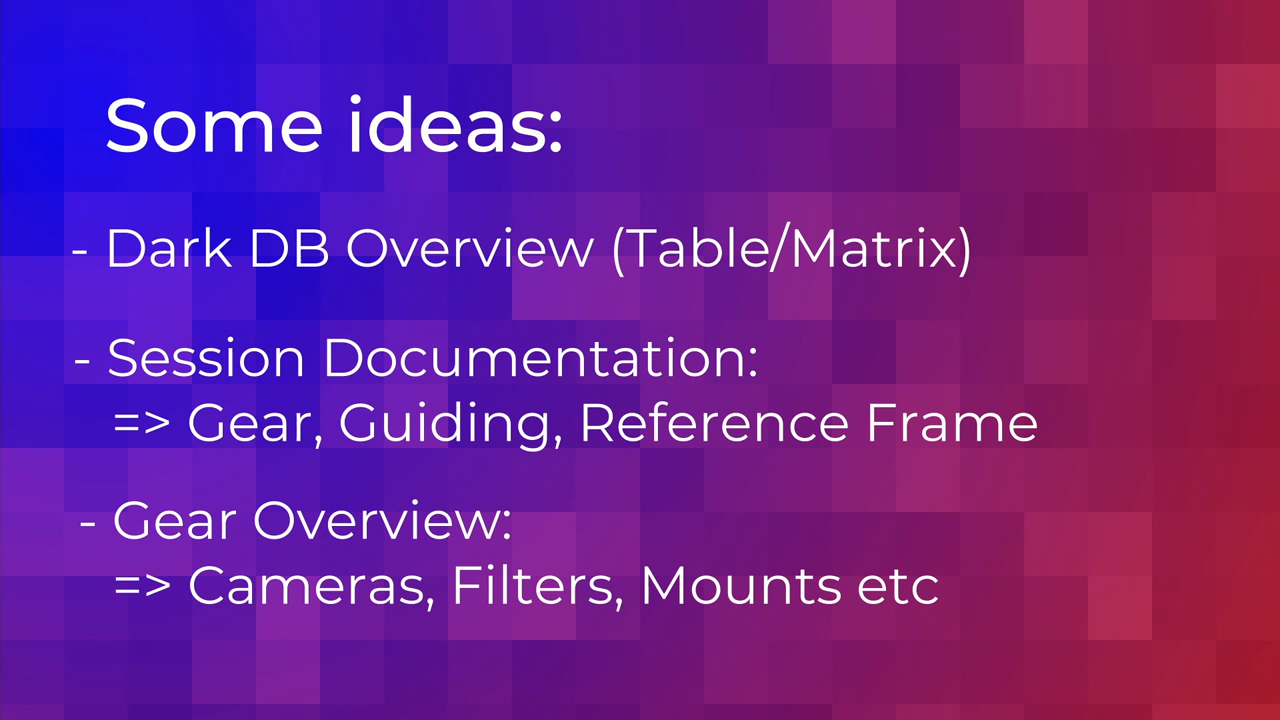 Some ideas:
- Dark DB Overview (Table/Matrix)
- Session Documentation:
=> Gear, Guiding, Reference Frame
- Gear Overview:
=> Cameras, Filters, Mounts etc